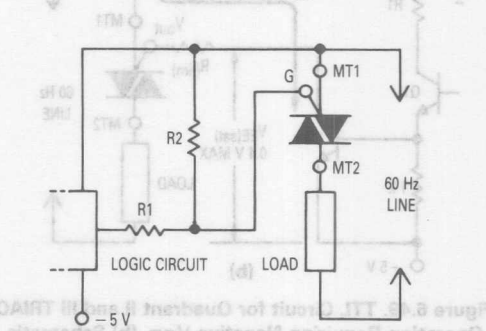 G
MT1
R2
MT2
60 Hz
LINE
R1
LOGIC CIRCUIT
LOAD
−5 V